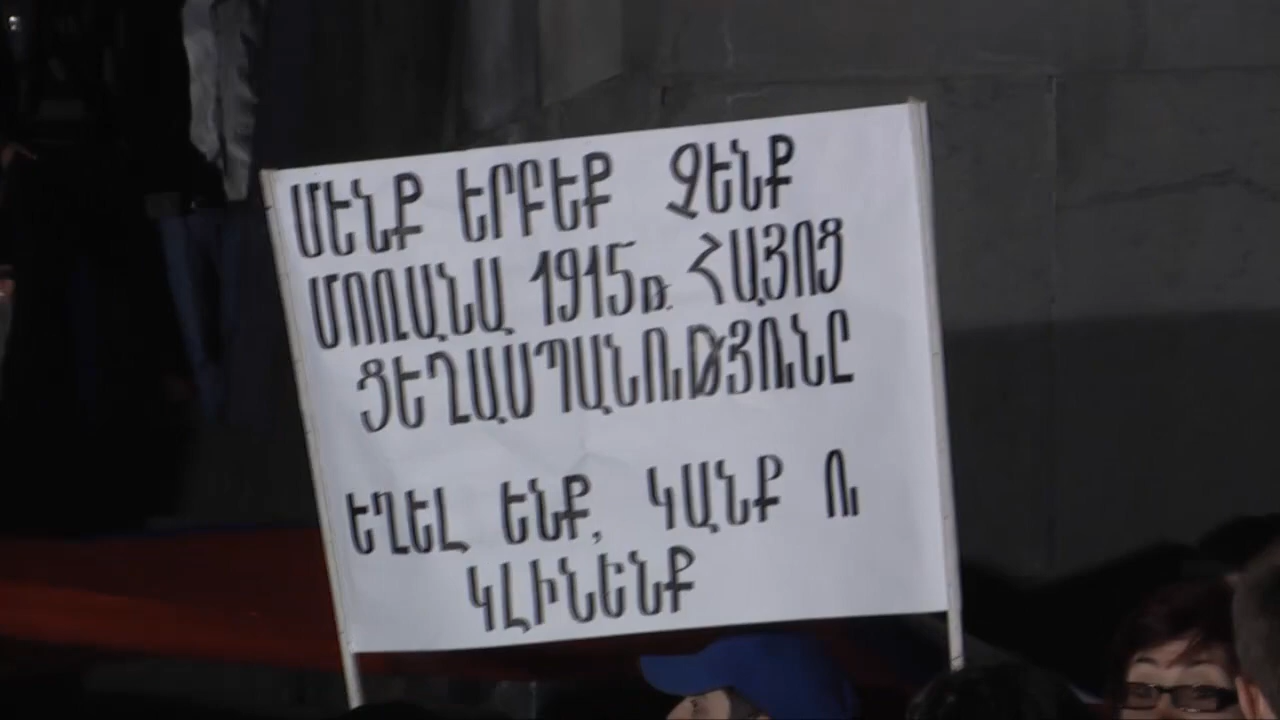 ՄԵՆՔ ԵՐԲԵՔ ՉԵՆՔ
ՄՈՌԱՆԱ 1915թ. ՀԱՅՈՑ
ՑԵՂԱՍՊԱՆՈՒԹՅՈՒՆԸ
ԵՂԵԼ ԵՆՔ, ԿԱՆՔ ՈՒ
ԿԼԻՆԵՆՔ